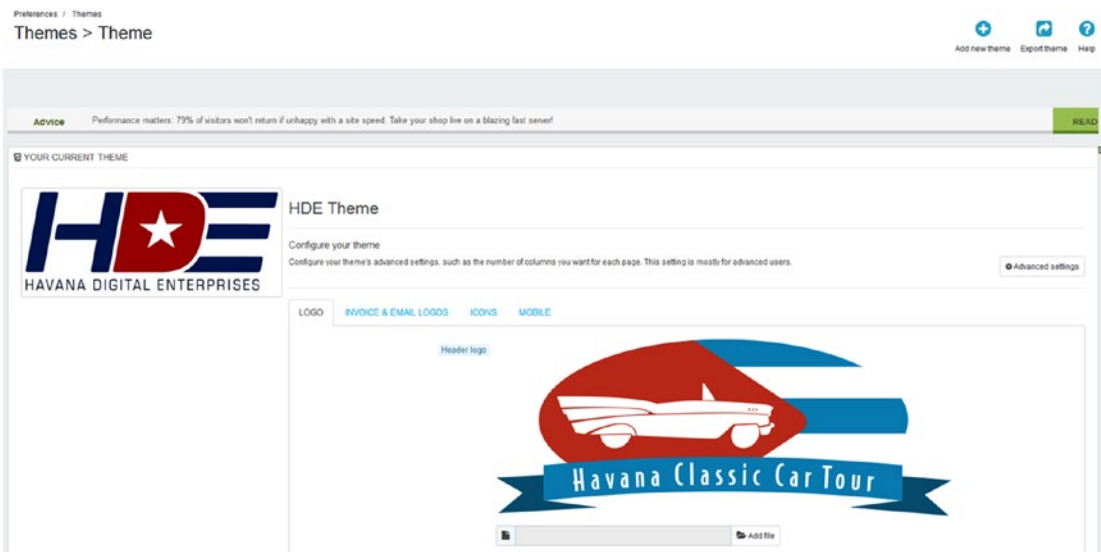 Preferences / Themes
Themes > Theme
Add new theme Export theme Help
Advice Performance matters: 79% of visitors won't return if unhappy with a site speed. Take your shop live on a blazing fast server! READ
YOUR CURRENT THEME
HDE
HAVANA DIGITAL ENTERPRISES
HDE Theme
Configure your theme
Configure your theme's advanced settings, such as the number of columns you want for each page. This setting is mostly for advanced users.
Advanced settings
LOGO INVOICE & EMAIL LOGOS ICONS MOBILE
Header logo
Havana Classic Car Tour
Add file